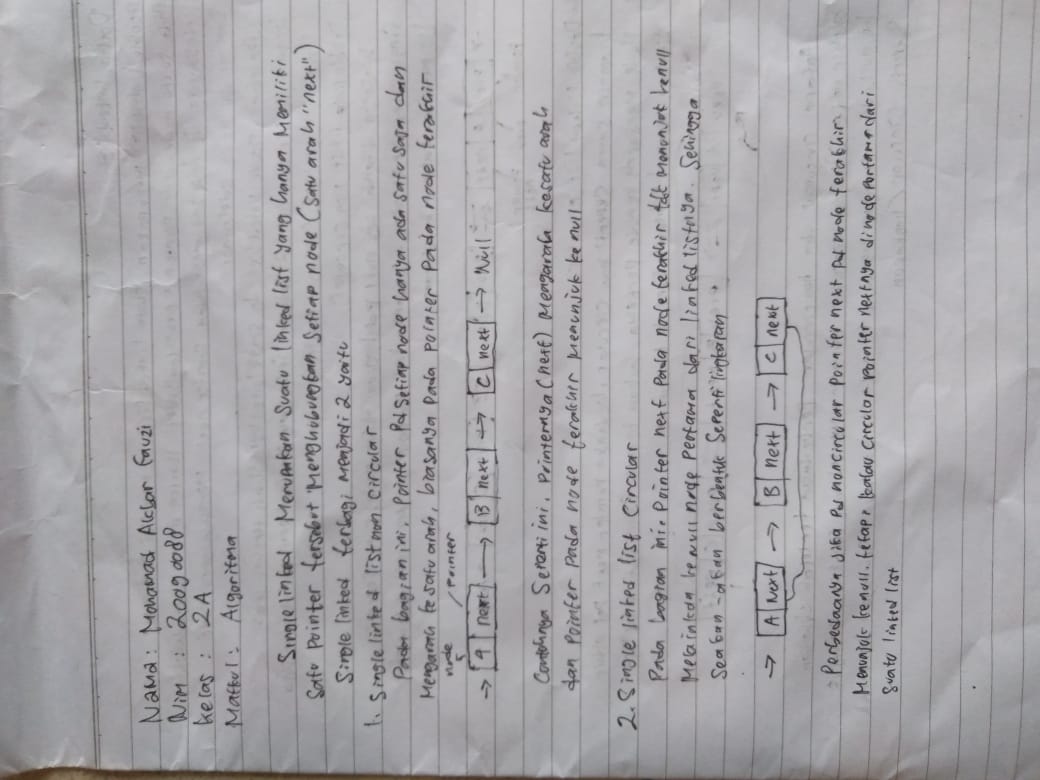 Nama : Mohamad Akbar Fauzi
Nim : 20090088
kelas : 2A
Matkul : Algoritma
Single linked Merupakan Suatu linked list yang hanya Memiliki
Satu Pointer tersebut Menghubungkan Setiap node (Satu arah "next")
Single linked terbagi Menjadi 2 yaitu
1. Single linked list non circular
Pada bagian ini, Pointer Pd Setiap node hanya ada satu saja dan
Mengarah ke satu arah, biasanya Pada Pointer Pada node terakhir
node Pointer
→ 9 next → B next → C next → Null
Contohnya Seperti ini, Printernya (next) Mengarah kesatu arah
dan Pointer Pada node terakhir Menunjuk ke null
2. Single linked list Circular
Pada bagian ini. Pointer next Pada node terakhir tdk Menunjuk kenull
Melainkan ke null node Pertama dari linked listnya. Sehingga
Seakan -akan berbentuk Seperti lingkaran
→ A Next → B next → C next
Perbedaanya Jika Pd noncircular Pointer next Pd node terakhir
Menunjuk kenull. tetapi kalau Circular Pointer nextnya dinode Portama dari
Suatu linked list